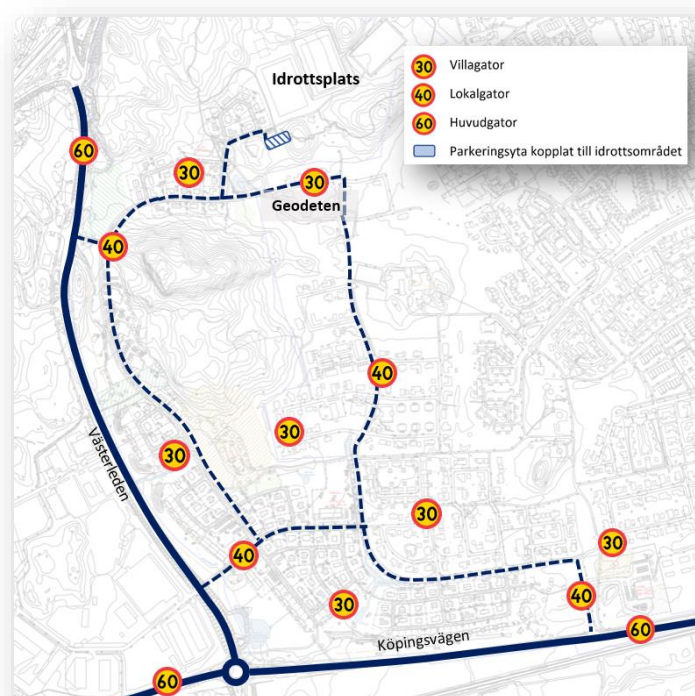 Idrottsplats
30 Villagator
40 Lokalgator
60 Huvudgator
Parkeringsyta kopplat till idrottsområdet
60
30
30
Geodeten
40
40
30
30
Västerleden
30
40
30
30
40
Köpingsvägen
60
60